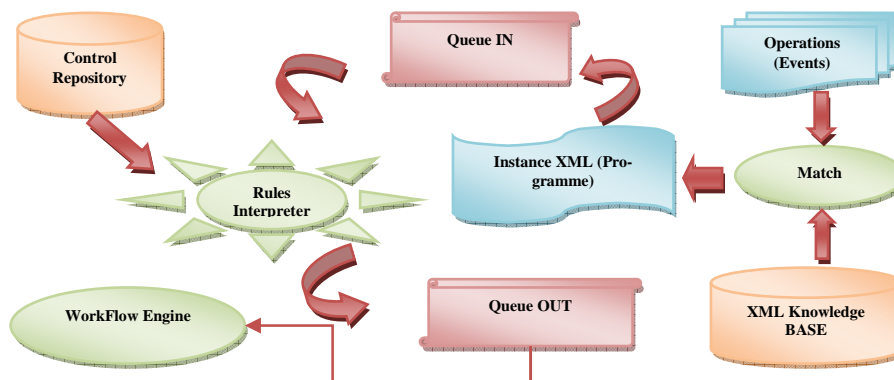 Control
Repository
Queue IN
Operations
(Events)
Instance XML (Pro-
gramme)
Match
Rules
Interpreter
WorkFlow Engine
Queue OUT
XML Knowledge
BASE